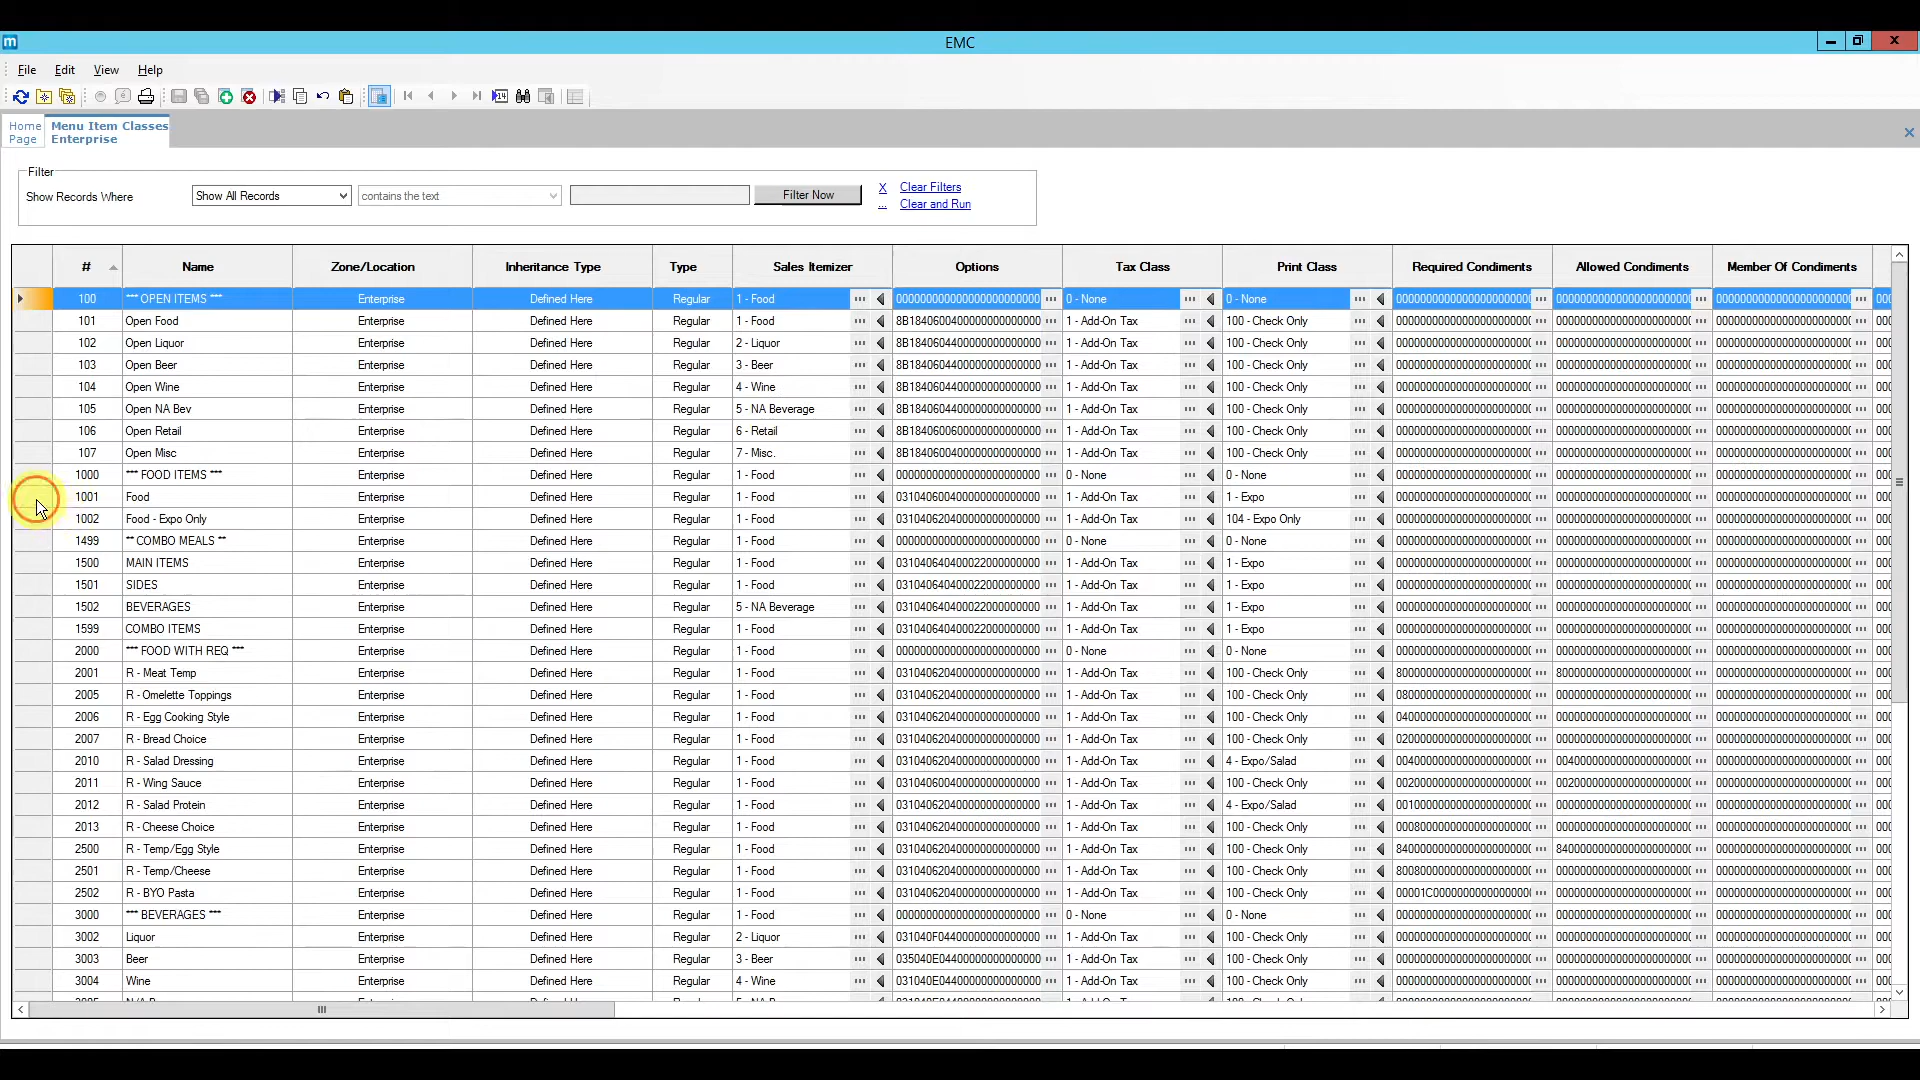 EMC
File Edit View Help
Home Page
Menu Item Classes Enterprise
Filter
Show Records Where Show All Records contains the text Filter Now X Clear Filters
... Clear and Run
# Name Zone/Location Inheritance Type Type Sales Itemizer Options Tax Class Print Class Required Condiments Allowed Condiments Member Of Condiments
100 *** OPEN ITEMS *** Enterprise Defined Here Regular 1 - Food 0 - None 0 - None
101 Open Food Enterprise Defined Here Regular 1 - Food 1 - Add-On Tax 100 - Check Only
102 Open Liquor Enterprise Defined Here Regular 2 - Liquor 1 - Add-On Tax 100 - Check Only
103 Open Beer Enterprise Defined Here Regular 3 - Beer 1 - Add-On Tax 100 - Check Only
104 Open Wine Enterprise Defined Here Regular 4 - Wine 1 - Add-On Tax 100 - Check Only
105 Open NA Bev Enterprise Defined Here Regular 5 - NA Beverage 1 - Add-On Tax 100 - Check Only
106 Open Retail Enterprise Defined Here Regular 6 - Retail 1 - Add-On Tax 100 - Check Only
107 Open Misc Enterprise Defined Here Regular 7 - Misc. 1 - Add-On Tax 100 - Check Only
1000 *** FOOD ITEMS *** Enterprise Defined Here Regular 1 - Food 0 - None 0 - None
1001 Food Enterprise Defined Here Regular 1 - Food 1 - Add-On Tax 1 - Expo
1002 Food - Expo Only Enterprise Defined Here Regular 1 - Food 1 - Add-On Tax 104 - Expo Only
1499 ** COMBO MEALS ** Enterprise Defined Here Regular 1 - Food 0 - None 0 - None
1500 MAIN ITEMS Enterprise Defined Here Regular 1 - Food 1 - Add-On Tax 1 - Expo
1501 SIDES Enterprise Defined Here Regular 1 - Food 1 - Add-On Tax 1 - Expo
1502 BEVERAGES Enterprise Defined Here Regular 5 - NA Beverage 1 - Add-On Tax 1 - Expo
1599 COMBO ITEMS Enterprise Defined Here Regular 1 - Food 1 - Add-On Tax 1 - Expo
2000 *** FOOD WITH REQ *** Enterprise Defined Here Regular 1 - Food 0 - None 0 - None
2001 R - Meat Temp Enterprise Defined Here Regular 1 - Food 1 - Add-On Tax 100 - Check Only
2005 R - Omelette Toppings Enterprise Defined Here Regular 1 - Food 1 - Add-On Tax 100 - Check Only
2006 R - Egg Cooking Style Enterprise Defined Here Regular 1 - Food 1 - Add-On Tax 100 - Check Only
2007 R - Bread Choice Enterprise Defined Here Regular 1 - Food 1 - Add-On Tax 100 - Check Only
2010 R - Salad Dressing Enterprise Defined Here Regular 1 - Food 1 - Add-On Tax 4 - Expo/Salad
2011 R - Wing Sauce Enterprise Defined Here Regular 1 - Food 1 - Add-On Tax 100 - Check Only
2012 R - Salad Protein Enterprise Defined Here Regular 1 - Food 1 - Add-On Tax 4 - Expo/Salad
2013 R - Cheese Choice Enterprise Defined Here Regular 1 - Food 1 - Add-On Tax 100 - Check Only
2500 R - Temp/Egg Style Enterprise Defined Here Regular 1 - Food 1 - Add-On Tax 100 - Check Only
2501 R - Temp/Cheese Enterprise Defined Here Regular 1 - Food 1 - Add-On Tax 100 - Check Only
2502 R - BYO Pasta Enterprise Defined Here Regular 1 - Food 1 - Add-On Tax 100 - Check Only
3000 *** BEVERAGES *** Enterprise Defined Here Regular 1 - Food 0 - None 0 - None
3002 Liquor Enterprise Defined Here Regular 2 - Liquor 1 - Add-On Tax 100 - Check Only
3003 Beer Enterprise Defined Here Regular 3 - Beer 1 - Add-On Tax 100 - Check Only
3004 Wine Enterprise Defined Here Regular 4 - Wine 1 - Add-On Tax 100 - Check Only